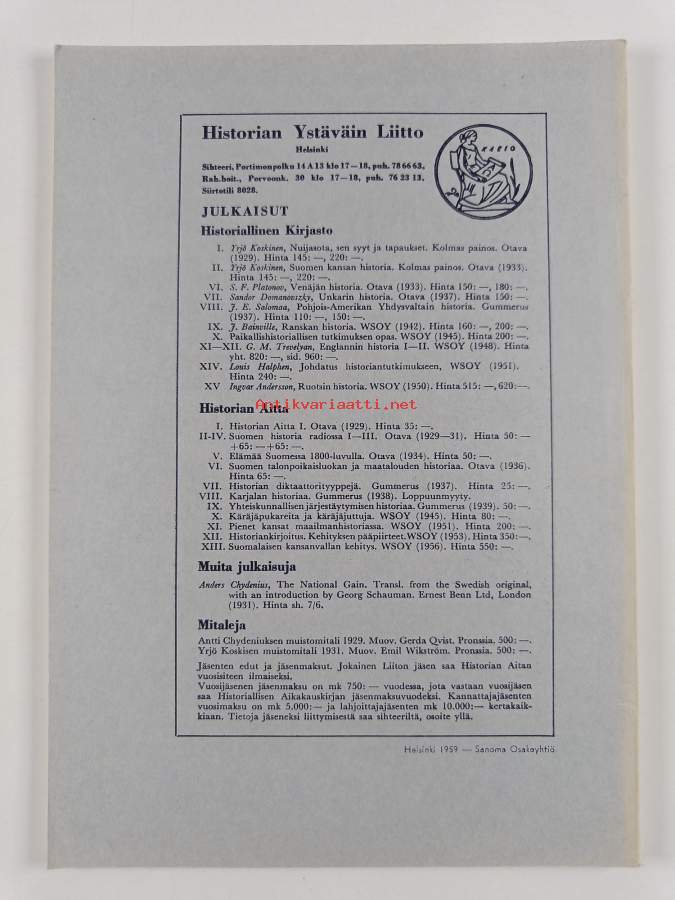 Historian Ystäväin Liitto
Helsinki
Sihteeri, Portimonpolku 14 A 13 klo 17—18, puh. 78 66 63,
Rah.hoit., Porvoonk. 30 klo 17—18, puh. 76 23 13,
Siirtotili 8028.
KLEIO
JULKAISUT
Historiallinen Kirjasto
I. Yrjö Koskinen, Nuijasota, sen syyt ja tapaukset. Kolmas painos. Otava
(1929). Hinta 145: —, 220: —.
II. Yrjö Koskinen, Suomen kansan historia. Kolmas painos. Otava (1933).
Hinta 145: —, 220: —.
VI. S. F. Platonov, Venäjän historia. Otava (1933). Hinta 150: —, 180: —.
VII. Sandor Domanovszky, Unkarin historia. Otava (1937). Hinta 150: —.
VIII. J. E. Salomaa, Pohjois-Amerikan Yhdysvaltain historia. Gummerus
(1937). Hinta 110: —, 150: —.
IX. J. Bainville, Ranskan historia. WSOY (1942). Hinta 160: —, 200: —.
X. Paikallishistoriallisen tutkimuksen opas. WSOY (1945). Hinta 200: —.
XI—XII. G. M. Trevelyan, Englannin historia I—II. WSOY (1948). Hinta
yht. 820: —, sid. 960: —.
XIV. Louis Halphen, Johdatus historiantutkimukseen, WSOY (1951).
Hinta 240: —.
XV Ingvar Andersson, Ruotsin historia. WSOY (1950). Hinta 515: —, 620: —.
Antikvariaatti.net
Historian Aitta
I. Historian Aitta I. Otava (1929). Hinta 35: —.
II-IV. Suomen historia radiossa I—III. Otava (1929—31). Hinta 50: —
+65: —+65: —.
V. Elämää Suomessa 1800-luvulla. Otava (1934). Hinta 50: —.
VI. Suomen talonpoikaisluokan ja maatalouden historiaa. Otava (1936).
Hinta 65: —.
VII. Historian diktaattorityyppejä. Gummerus (1937). Hinta 25: —.
VIII. Karjalan historiaa. Gummerus (1938). Loppuunmyyty.
IX. Yhteiskunnallisen järjestäytymisen historiaa. Gummerus (1939). 50: —.
X. Käräjäpukareita ja käräjäjuttuja. WSOY (1945). Hinta 80: —.
XI. Pienet kansat maailmanhistoriassa. WSOY (1951). Hinta 200: —.
XII. Historiankirjoitus. Kehityksen pääpiirteet. WSOY (1953). Hinta 350: —.
XIII. Suomalaisen kansanvallan kehitys. WSOY (1956). Hinta 550: —.
Muita julkaisuja
Anders Chydenius, The National Gain. Transl. from the Swedish original,
with an introduction by Georg Schauman. Ernest Benn Ltd, London
(1931). Hinta sh. 7/6.
Mitaleja
Antti Chydeniuksen muistomitali 1929. Muov. Gerda Qvist. Pronssia. 500: —.
Yrjö Koskisen muistomitali 1931. Muov. Emil Wikström. Pronssia. 500: —.
Jäsenten edut ja jäsenmaksut. Jokainen Liiton jäsen saa Historian Aitan
vuosisiteen ilmaiseksi.
Vuosijäsenen jäsenmaksu on mk 750: — vuodessa, jota vastaan vuosijäsen
saa Historiallisen Aikakauskirjan jäsenmaksuvuodeksi. Kannattajajäsenten
vuosimaksu on mk 5.000: — ja lahjoittajajäsenten mk 10.000: — kertakaik-
kiaan. Tietoja jäseneksi liittymisestä saa sihteeriltä, osoite yllä.
Helsinki 1959 — Sanoma Osakeyhtiö